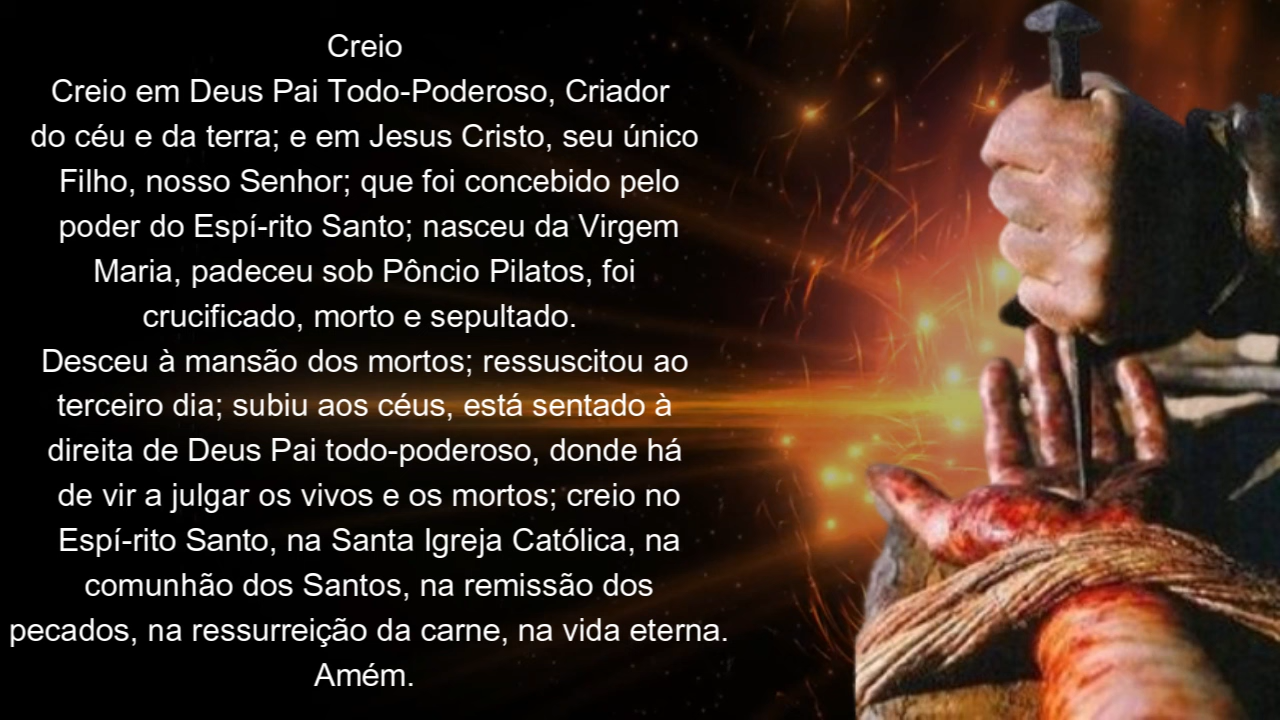 Creio
Creio em Deus Pai Todo-Poderoso, Criador
do céu e da terra; e em Jesus Cristo, seu único
Filho, nosso Senhor; que foi concebido pelo
poder do Espí-rito Santo; nasceu da Virgem
Maria, padeceu sob Pôncio Pilatos, foi
crucificado, morto e sepultado.
Desceu à mansão dos mortos; ressuscitou ao
terceiro dia; subiu aos céus, está sentado à
direita de Deus Pai todo-poderoso, donde há
de vir a julgar os vivos e os mortos; creio no
Espí-rito Santo, na Santa Igreja Católica, na
comunhão dos Santos, na remissão dos
pecados, na ressurreição da carne, na vida eterna.
Amém.